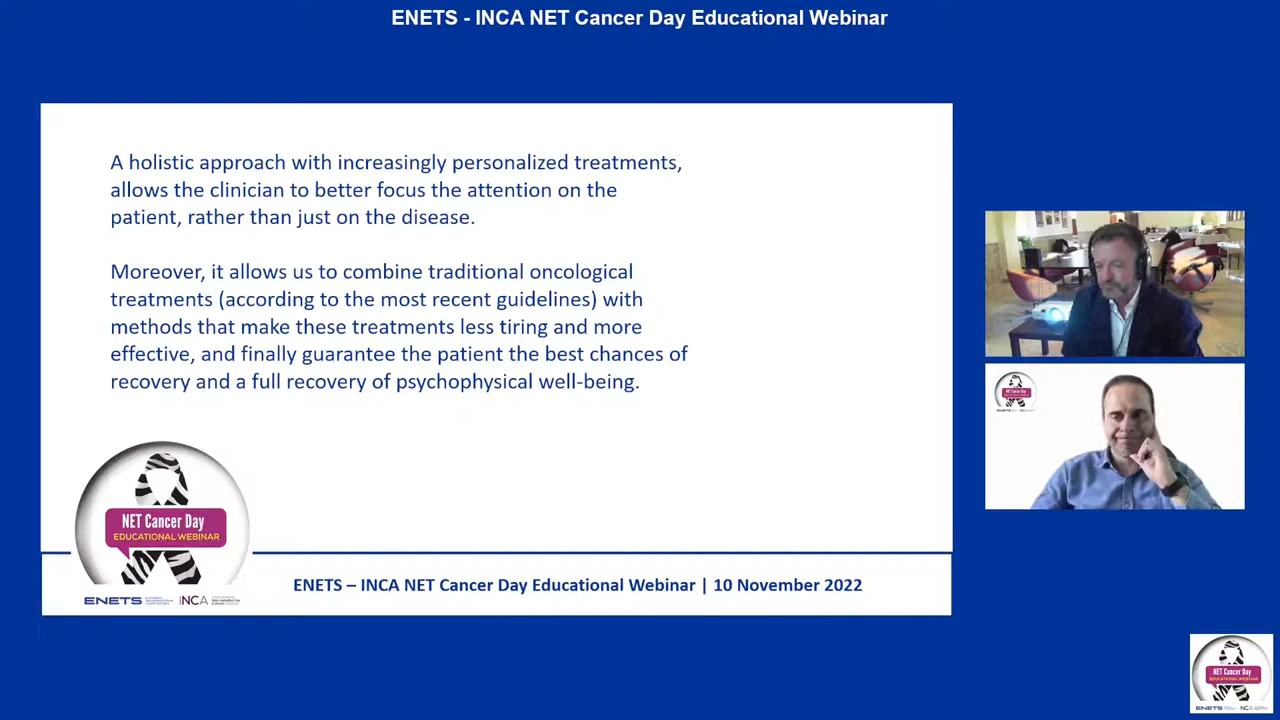 ENETS - INCA NET Cancer Day Educational Webinar
A holistic approach with increasingly personalized treatments,
allows the clinician to better focus the attention on the
patient, rather than just on the disease.
Moreover, it allows us to combine traditional oncological
treatments (according to the most recent guidelines) with
methods that make these treatments less tiring and more
effective, and finally guarantee the patient the best chances of
recovery and a full recovery of psychophysical well-being.
NET Cancer Day
EDUCATIONAL WEBINAR
ENETS
INCA
ENETS – INCA NET Cancer Day Educational Webinar | 10 November 2022
NET Cancer Day
NET Cancer Day
EDUCATIONAL WEBINAR
ENETS
INCA